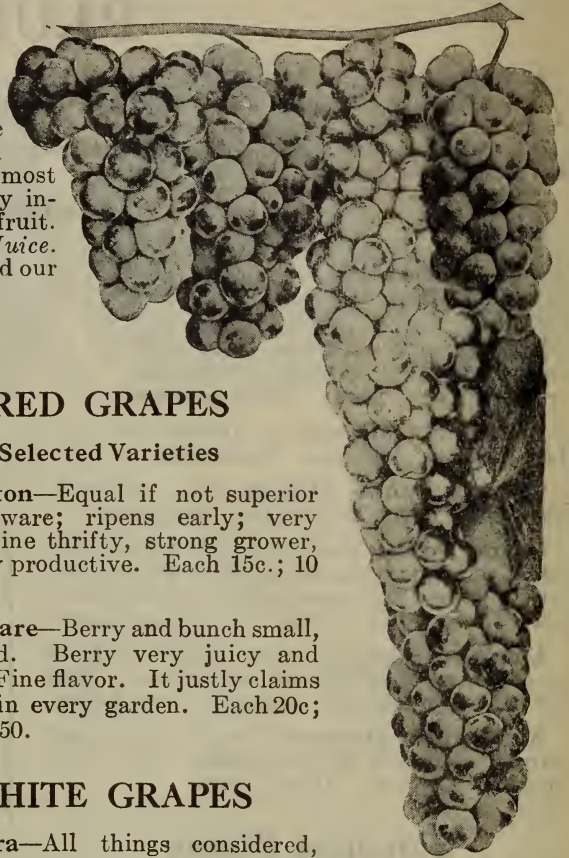 most
y in-
fruit.
Juice.
d our
RED GRAPES
Selected Varieties
ton—Equal if not superior
ware; ripens early; very
ine thrifty, strong grower,
y productive. Each 15c.; 10
are—Berry and bunch small,
d. Berry very juicy and
Fine flavor. It justly claims
in every garden. Each 20c;
50.
HITE GRAPES
ra—All things considered,